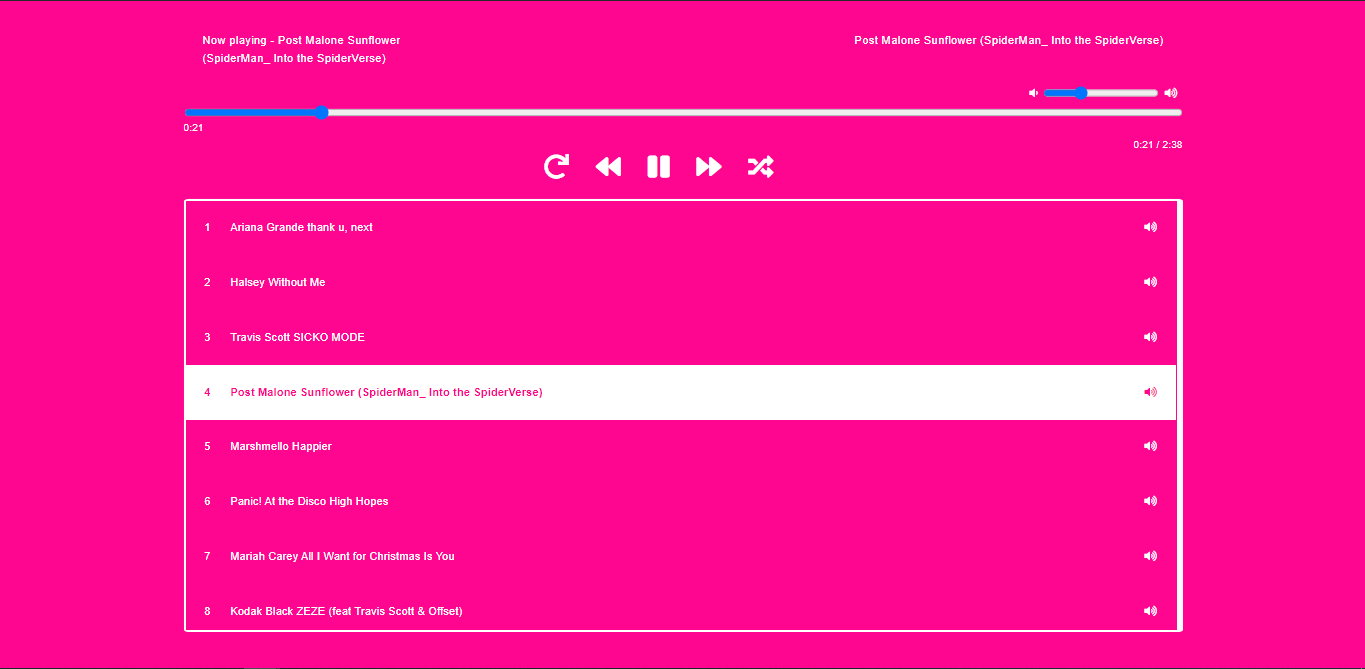 Now playing - Post Malone Sunflower
(SpiderMan_ Into the SpiderVerse)
Post Malone Sunflower (SpiderMan_ Into the SpiderVerse)
0:21
0:21 / 2:38
1 Ariana Grande thank u, next
2 Halsey Without Me
3 Travis Scott SICKO MODE
4 Post Malone Sunflower (SpiderMan_ Into the SpiderVerse)
5 Marshmello Happier
6 Panic! At the Disco High Hopes
7 Mariah Carey All I Want for Christmas Is You
8 Kodak Black ZEZE (feat Travis Scott & Offset)